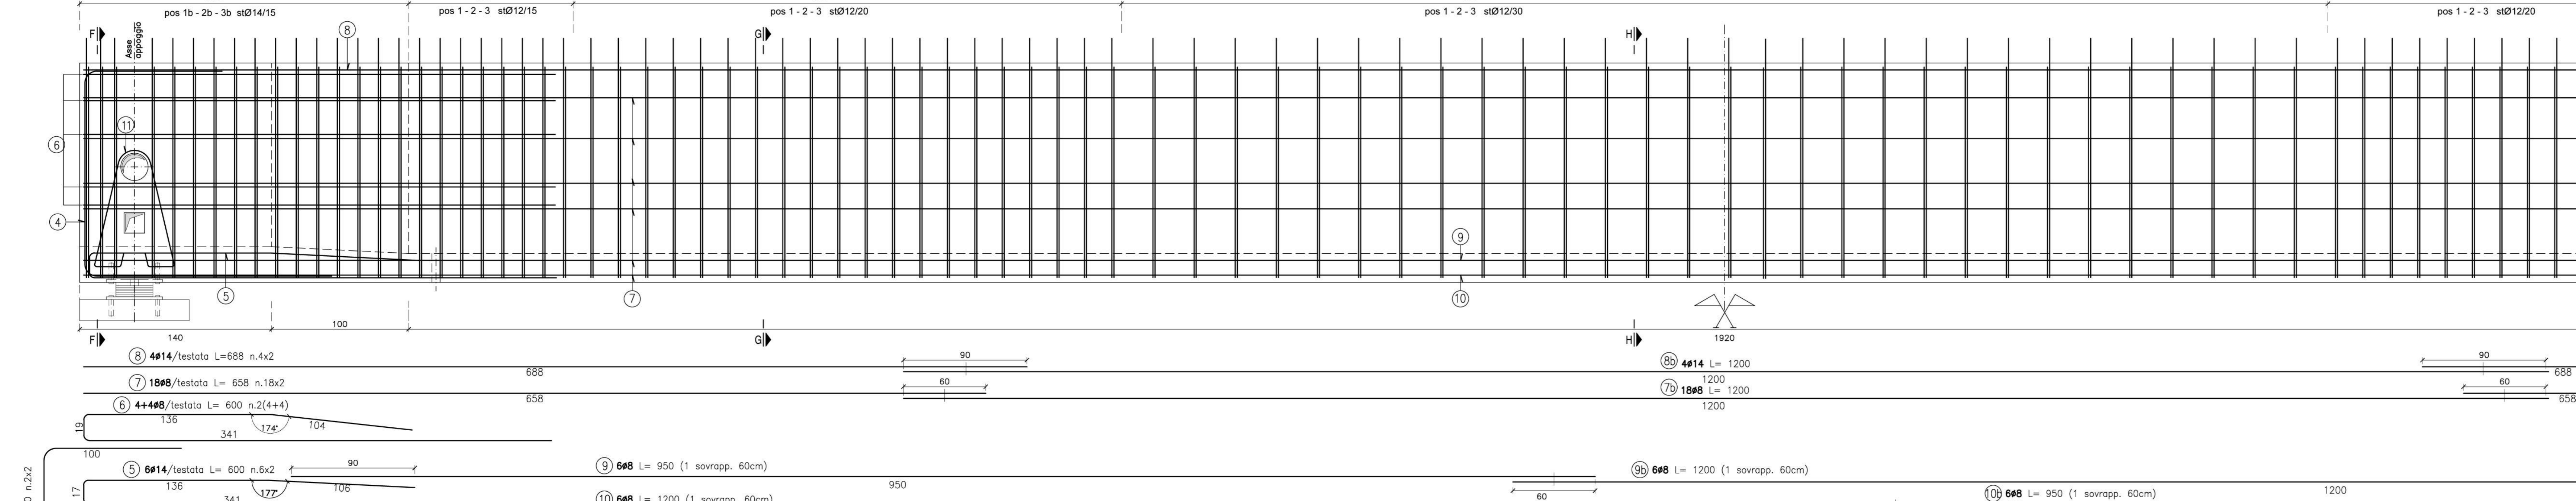 pos 1b - 2b - 3b stØ14/15
pos 1 - 2 - 3 stØ12/15
pos 1 - 2 - 3 stØ12/20
pos 1 - 2 - 3 stØ12/30
pos 1 - 2 - 3 stØ12/20
F
Asse
appoggio
8
G
H
11
6
4
9
5
7
10
140
100
1920
F
G
H
8 4ø14/testata L=688 n.4x2
688
90
8b 4ø14 L= 1200
1200
90
688
7 18ø8/testata L= 658 n.18x2
658
60
7b 18ø8 L= 1200
1200
60
658
6 4+4ø8/testata L= 600 n.2(4+4)
136
19
174°
104
341
100
5 6ø14/testata L= 600 n.6x2
90
136
17
177°
106
341
n.2x2
9 6ø8 L= 950 (1 sovrapp. 60cm)
950
60
9b 6ø8 L= 1200 (1 sovrapp. 60cm)
1200
10 6ø8 L= 1200 (1 sovrapp. 60cm)
10b 6ø8 L= 950 (1 sovrapp. 60cm)